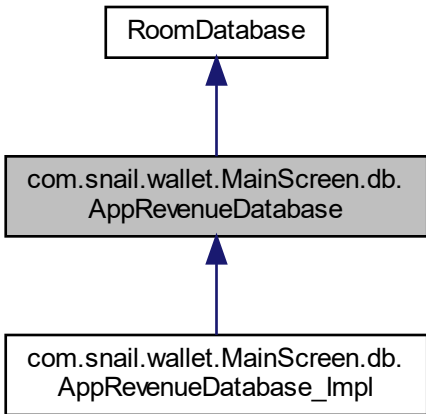 RoomDatabase
com.snail.wallet.MainScreen.db.
AppRevenueDatabase
com.snail.wallet.MainScreen.db.
AppRevenueDatabase_Impl